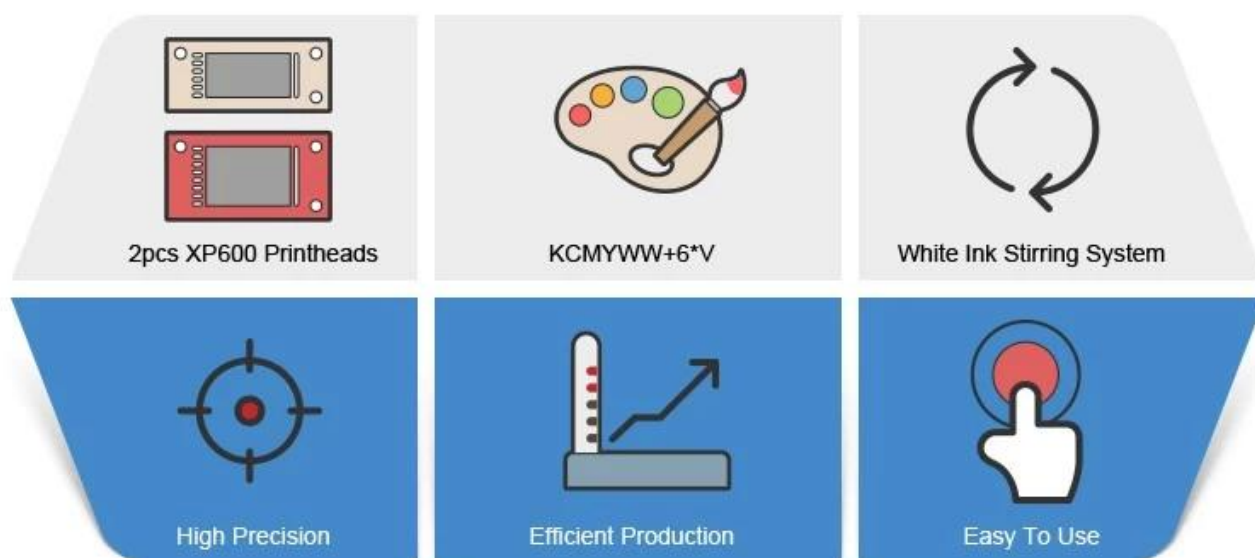 2pcs XP600 Printheads
KCMYWW+6*V
White Ink Stirring System
High Precision
Efficient Production
Easy To Use